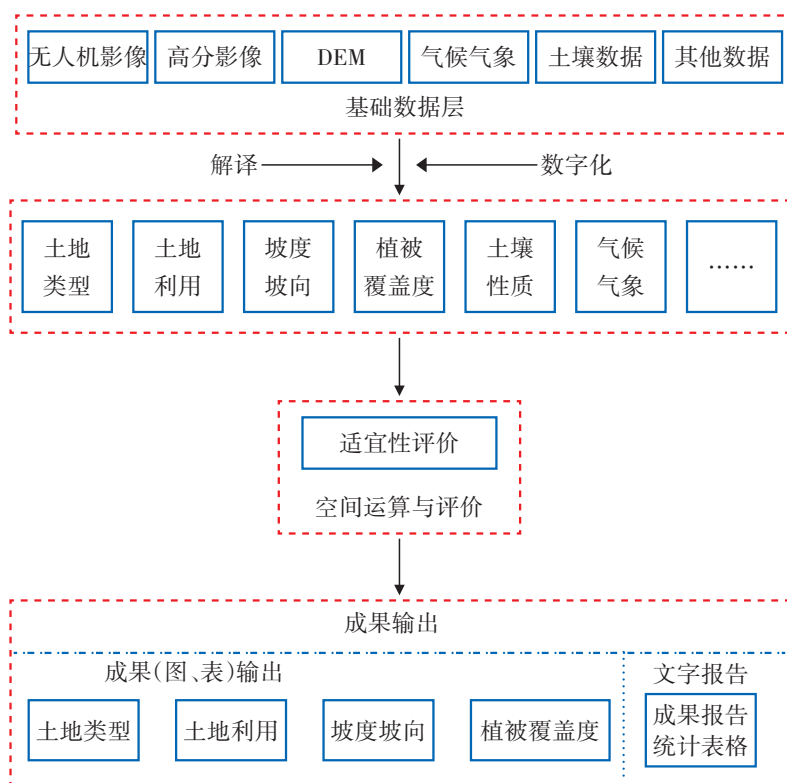 无人机影像 高分影像 DEM 气候气象 土壤数据 其他数据
基础数据层
解译 数字化
土地类型 土地利用 坡度坡向 植被覆盖度 土壤性质 气候气象 ……
适宜性评价
空间运算与评价
成果输出
成果(图、表)输出 文字报告
土地类型 土地利用 坡度坡向 植被覆盖度 成果报告
统计表格